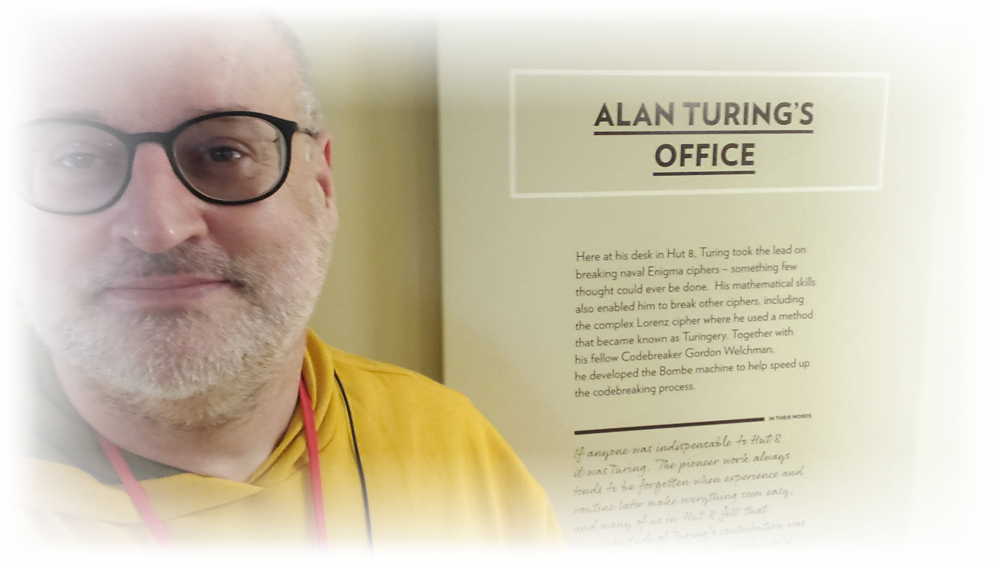 ALAN TURING'S
OFFICE
Here at his desk in Hut 8, Turing took the lead on
breaking naval Enigma ciphers – something few
thought could ever be done. His mathematical skills
also enabled him to break other ciphers, including
the complex Lorenz cipher where he used a method
that became known as Turingery. Together with
his fellow Codebreaker Gordon Welchman,
he developed the Bombe machine to help speed up
the codebreaking process.
IN THEIR WORDS
If anyone was indispensable to Hut 8
it was Turing. The pioneer work always
tends to be forgotten when experience and
routine later make everything seem easy,
and many of us in Hut 8 felt that
the magnitude of Turing's contribution was
world